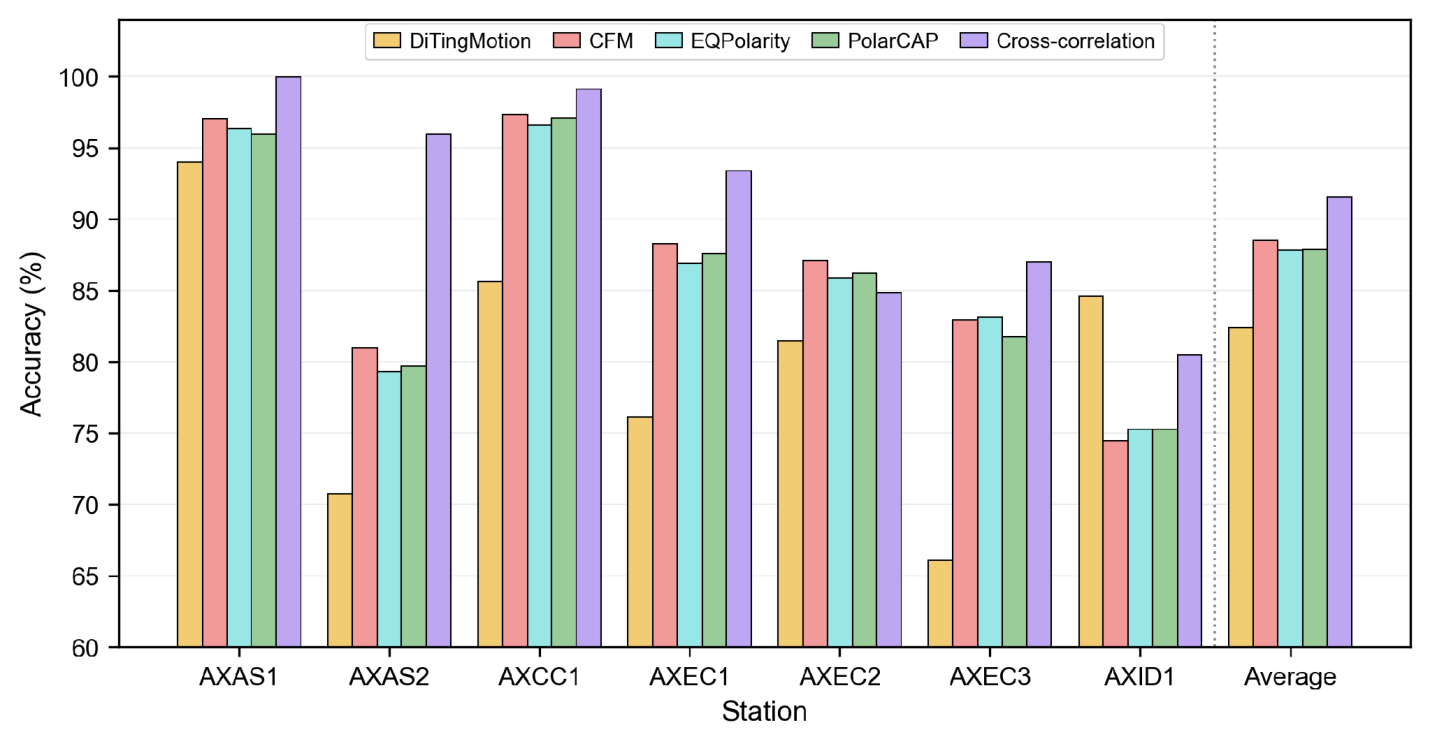 DiTingMotion CFM EQPolarity PolarCAP Cross-correlation
100
95
90
85
80
75
70
65
60
Accuracy (%)
AXAS1 AXAS2 AXCC1 AXEC1 AXEC2 AXEC3 AXID1 Average
Station